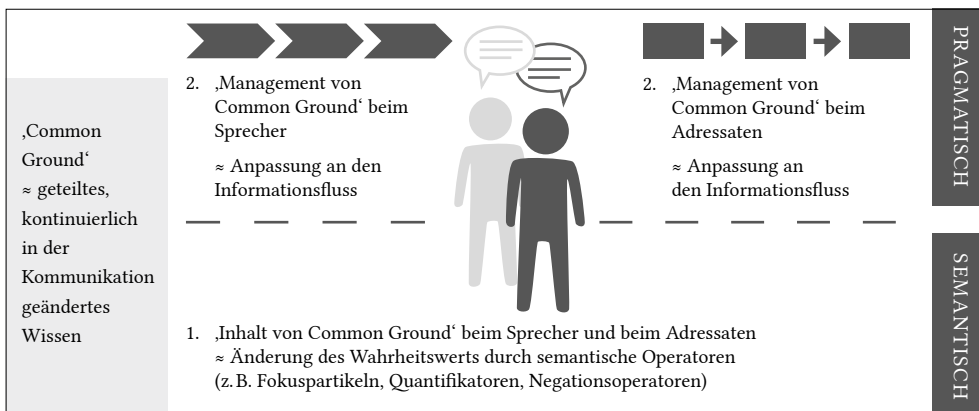 ‚Common
Ground‘
≈ geteiltes,
kontinuierlich
in der
Kommunikation
geändertes
Wissen
2. ‚Management von
Common Ground‘ beim
Sprecher
≈ Anpassung an den
Informationsfluss
2. ‚Management von
Common Ground‘ beim
Adressaten
≈ Anpassung an
den Informationsfluss
PRAGMATISCH
1. ‚Inhalt von Common Ground‘ beim Sprecher und beim Adressaten
≈ Änderung des Wahrheitswerts durch semantische Operatoren
(z. B. Fokuspartikeln, Quantifikatoren, Negationsoperatoren)
SEMANTISCH